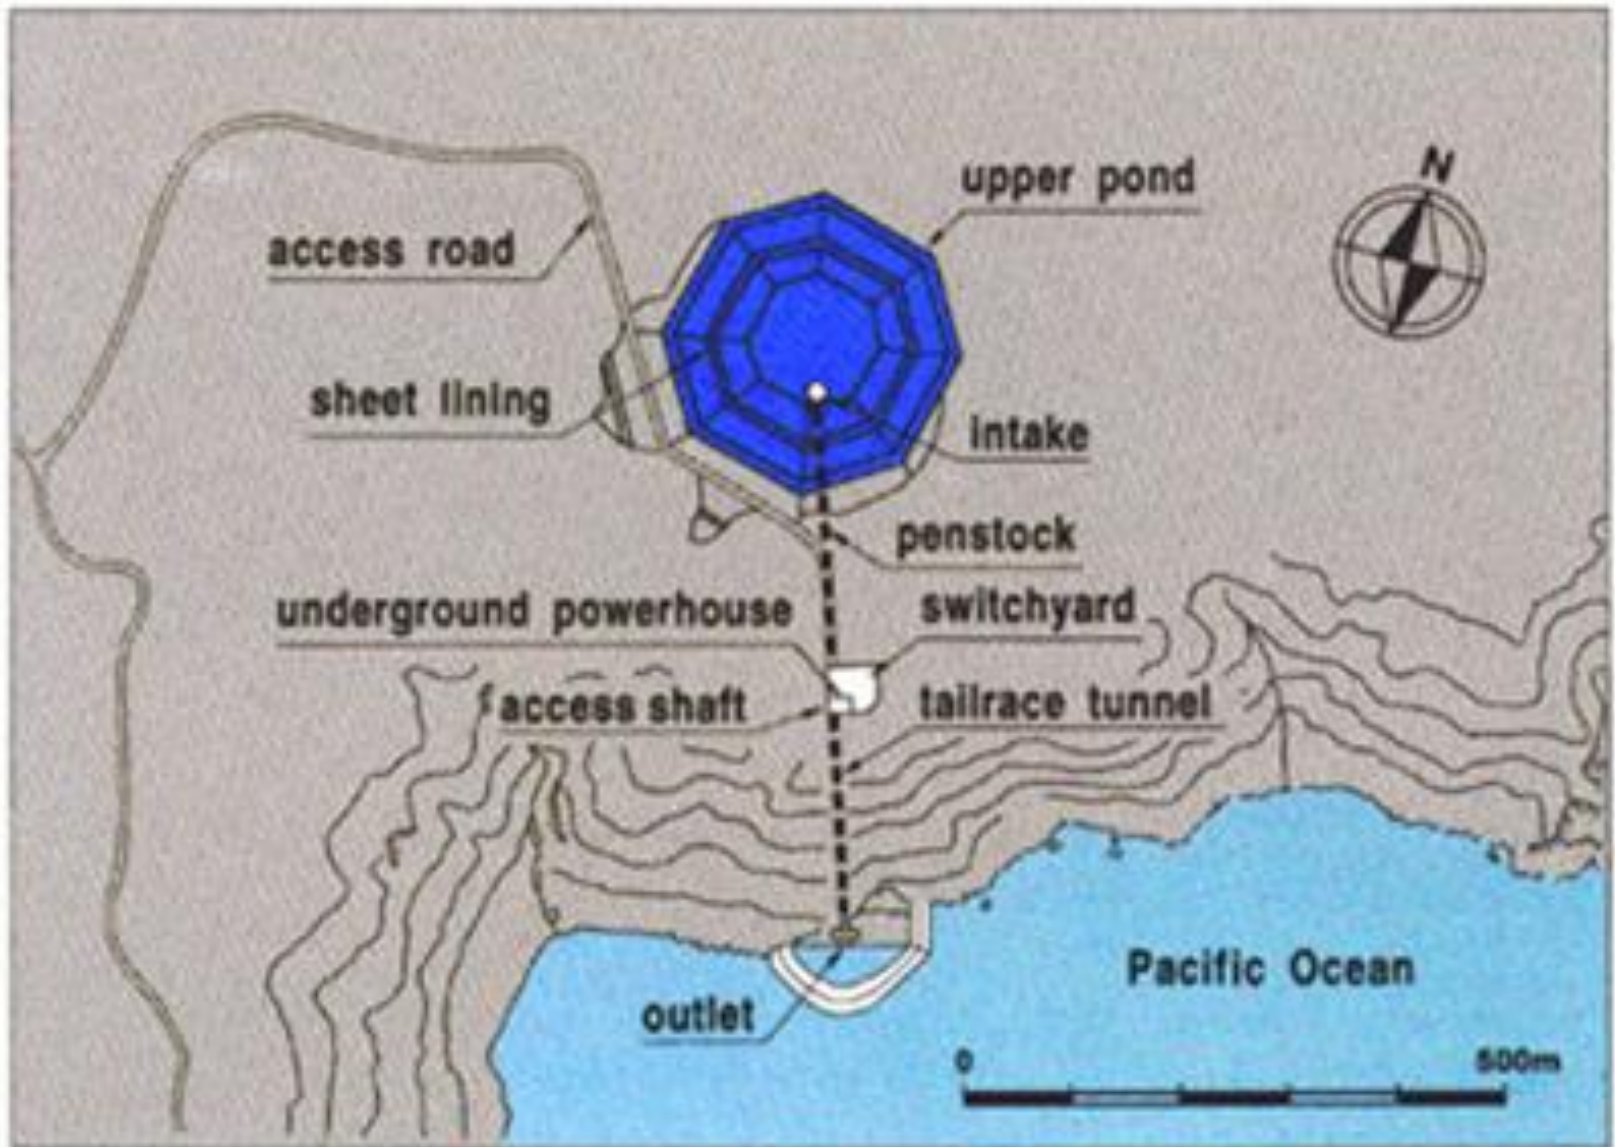 N
upper pond
access road
sheet lining
intake
penstock
underground powerhouse
switchyard
access shaft
tailrace tunnel
Pacific Ocean
outlet
0
500m